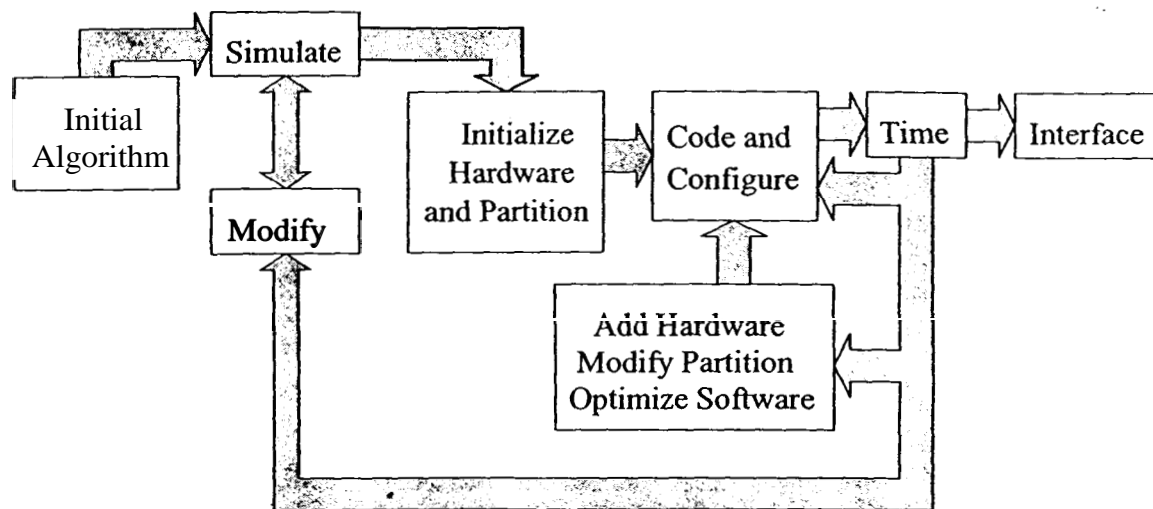 Initial
Algorithm
Simulate
Modify
Initialize
Hardware
and Partition
Code and
Configure
Time
Interface
Add Hardware
Modify Partition
Optimize Software